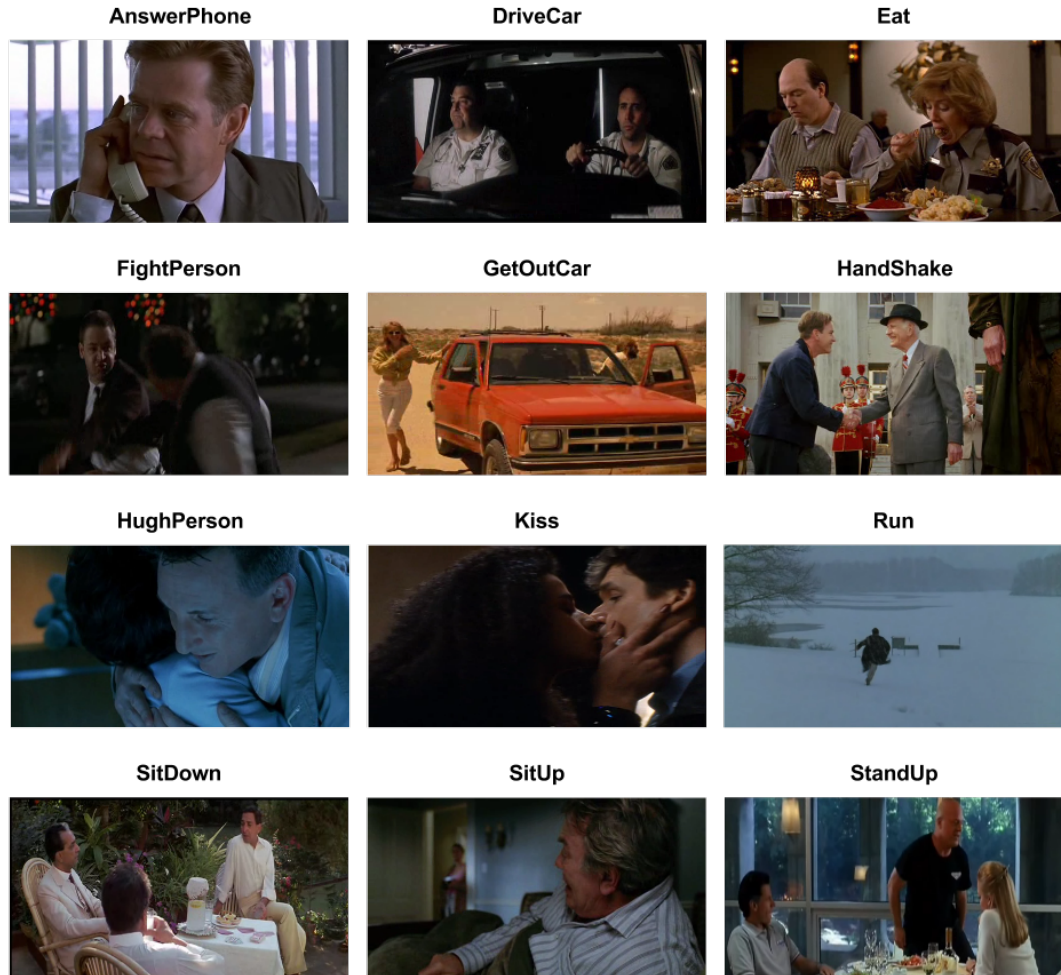 AnswerPhone
DriveCar
Eat
FightPerson
GetOutCar
HandShake
HughPerson
Kiss
Run
SitDown
SitUp
StandUp